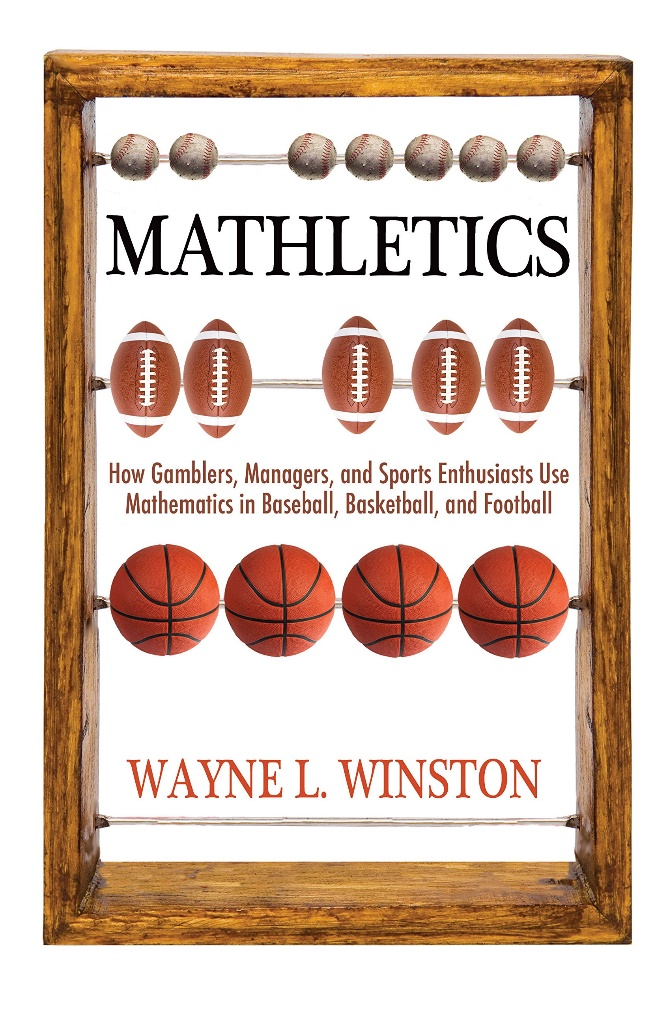 MATHLETICS
How Gamblers, Managers, and Sports Enthusiasts Use
Mathematics in Baseball, Basketball, and Football
WAYNE L. WINSTON